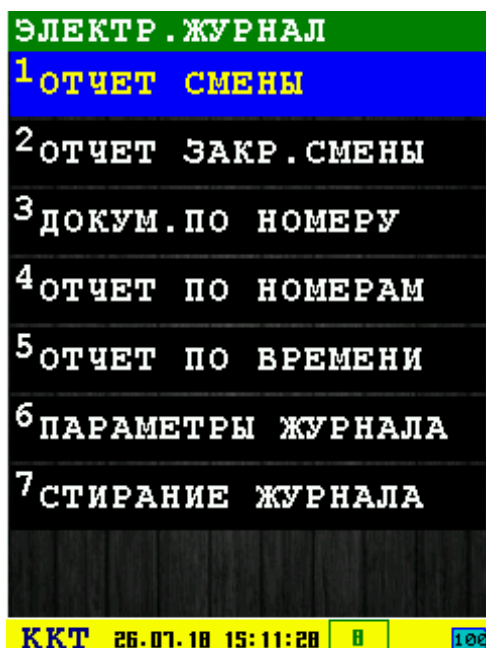 ЭЛЕКТР.ЖУРНАЛ
1ОТЧЕТ СМЕНЫ
2ОТЧЕТ ЗАКР.СМЕНЫ
3ДОКУМ.ПО НОМЕРУ
4ОТЧЕТ ПО НОМЕРАМ
5ОТЧЕТ ПО ВРЕМЕНИ
6ПАРАМЕТРЫ ЖУРНАЛА
7СТИРАНИЕ ЖУРНАЛА
ККТ 26.07.18 15:11:28 8 100